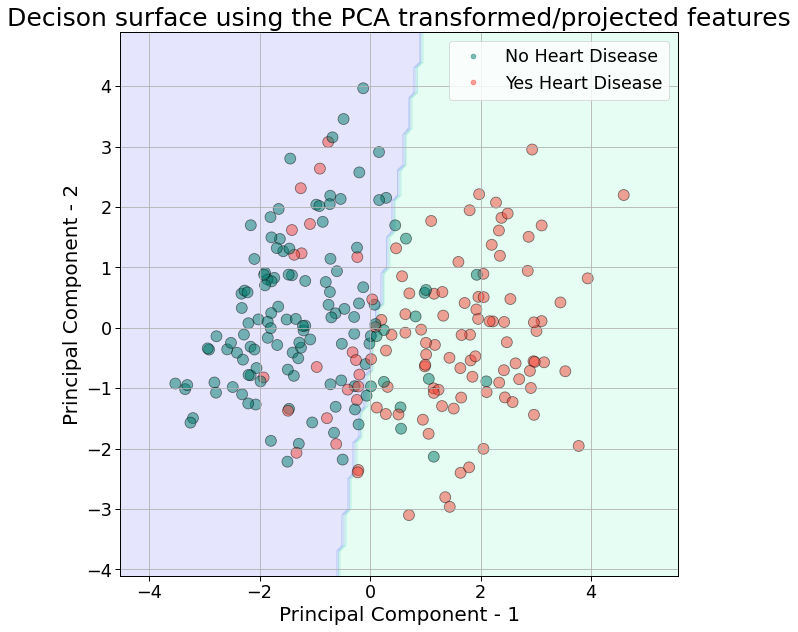 Decison surface using the PCA transformed/projected features
No Heart Disease
Yes Heart Disease
4
3
2
1
0
−1
−2
−3
−4
Principal Component - 2
−4
−2
0
2
4
Principal Component - 1